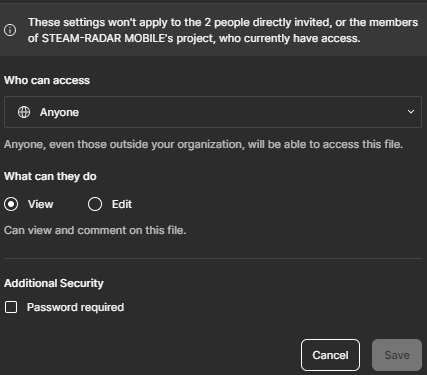 These settings won't apply to the 2 people directly invited, or the members
of STEAM-RADAR MOBILE's project, who currently have access.
Who can access
Anyone
Anyone, even those outside your organization, will be able to access this file.
What can they do
View
Edit
Can view and comment on this file.
Additional Security
Password required
Cancel
Save